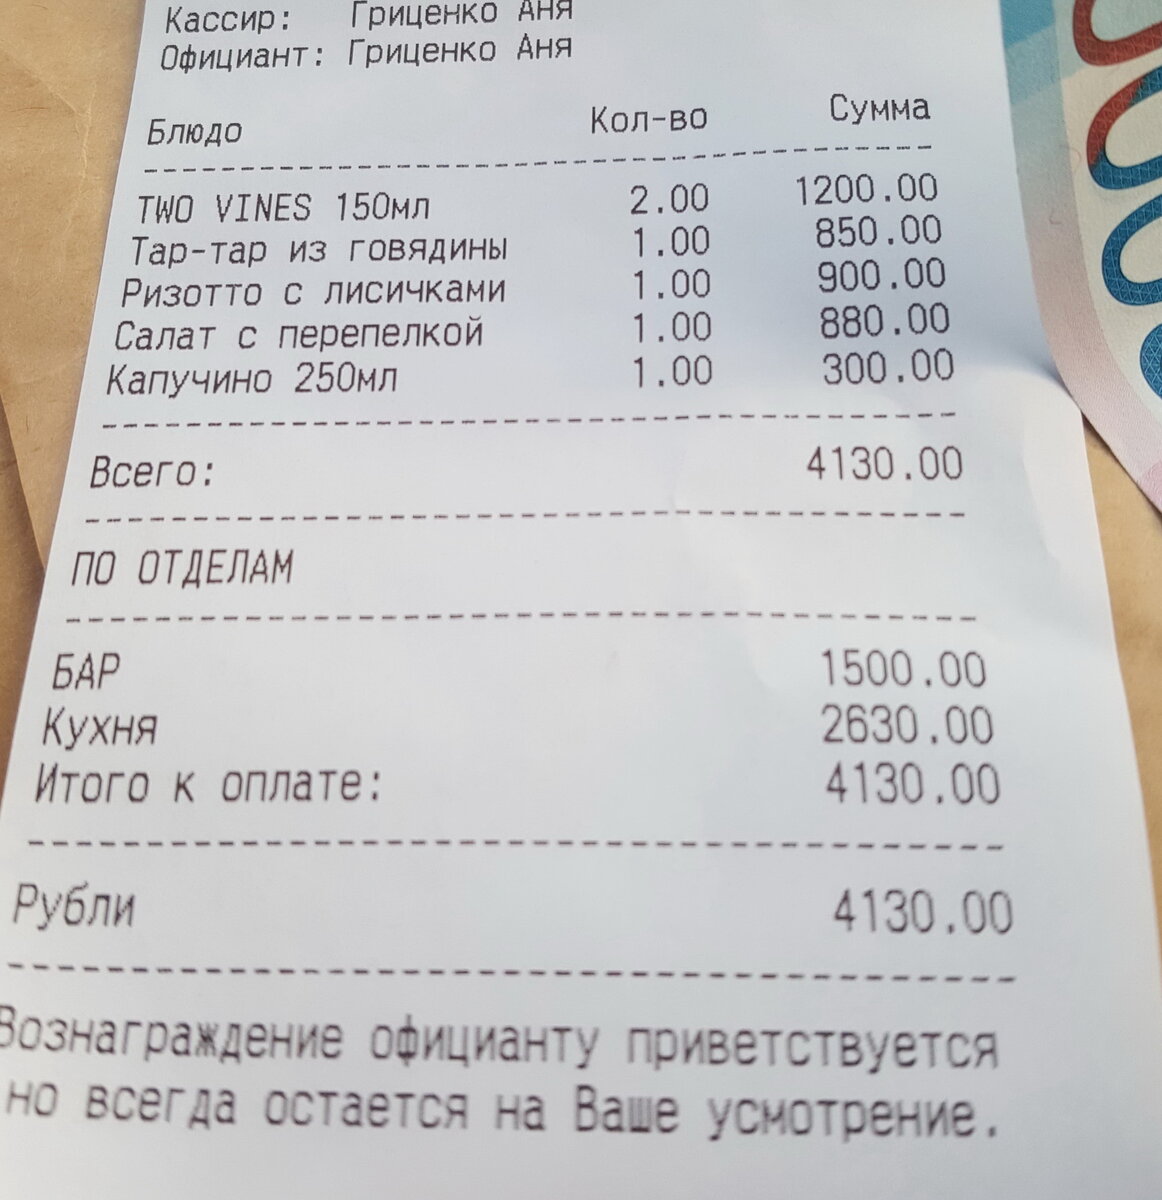 Кассир: Гриценко Аня
Официант: Гриценко Аня
Блюдо Кол-во Сумма
TWO VINES 150мл 2.00 1200.00
Тар-тар из говядины 1.00 850.00
Ризотто с лисичками 1.00 900.00
Салат с перепелкой 1.00 880.00
Капучино 250мл 1.00 300.00
Всего: 4130.00
ПО ОТДЕЛАМ
БАР 1500.00
Кухня 2630.00
Итого к оплате: 4130.00
Рубли 4130.00
Вознаграждение официанту приветствуется
но всегда остается на Ваше усмотрение.